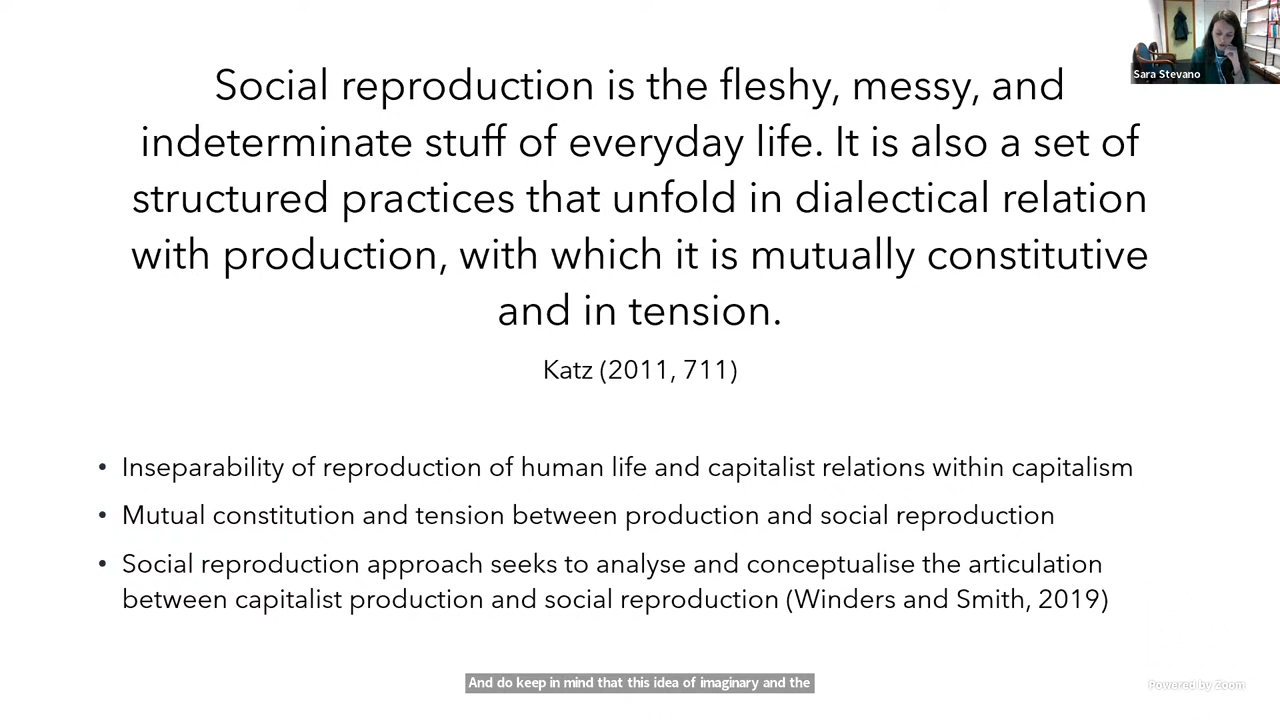 Sara Stevano
Social reproduction is the fleshy, messy, and
indeterminate stuff of everyday life. It is also a set of
structured practices that unfold in dialectical relation
with production, with which it is mutually constitutive
and in tension.
Katz (2011, 711)
• Inseparability of reproduction of human life and capitalist relations within capitalism
• Mutual constitution and tension between production and social reproduction
• Social reproduction approach seeks to analyse and conceptualise the articulation
between capitalist production and social reproduction (Winders and Smith, 2019)
And do keep in mind that this idea of imaginary and the
Powered by Zoom